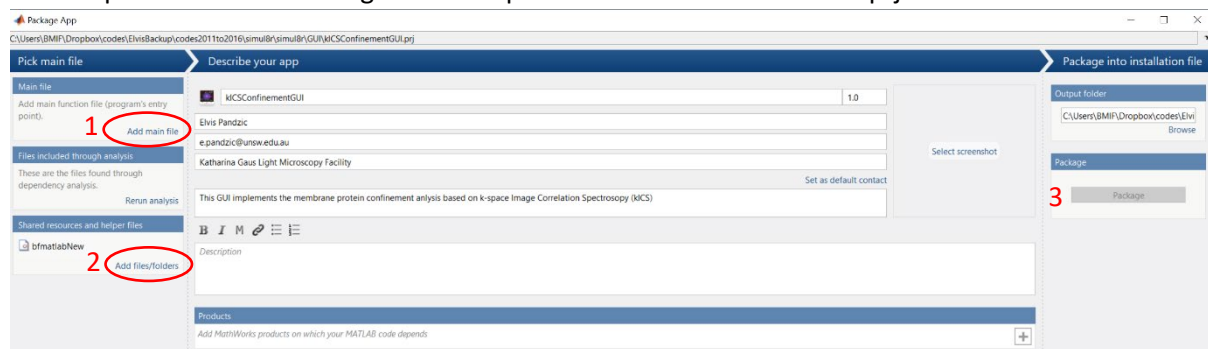 Package App
C:\Users\BMIF\Dropbox\codes\ElvisBackup\codes2011to2016\simul8r\simul8r\GUI\kICSConfinementGUI.prj
Pick main file
Describe your app
Package into installation file
Main file
Add main function file (program's entry
point).
1
Add main file
Files included through analysis
These are the files found through
dependency analysis.
Rerun analysis
Shared resources and helper files
bfmatlabNew
2
Add files/folders
kICSConfinementGUI
1.0
Elvis Pandzic
e.pandzic@unsw.edu.au
Katharina Gaus Light Microscopy Facility
Set as default contact
This GUI implements the membrane protein confinement anlysis based on k-space Image Correlation Spectrosopy (kICS)
Select screenshot
B I M
Description
Products
Add MathWorks products on which your MATLAB code depends
Output folder
C:\Users\BMIF\Dropbox\codes\Elvi
Browse
Package
3
Package